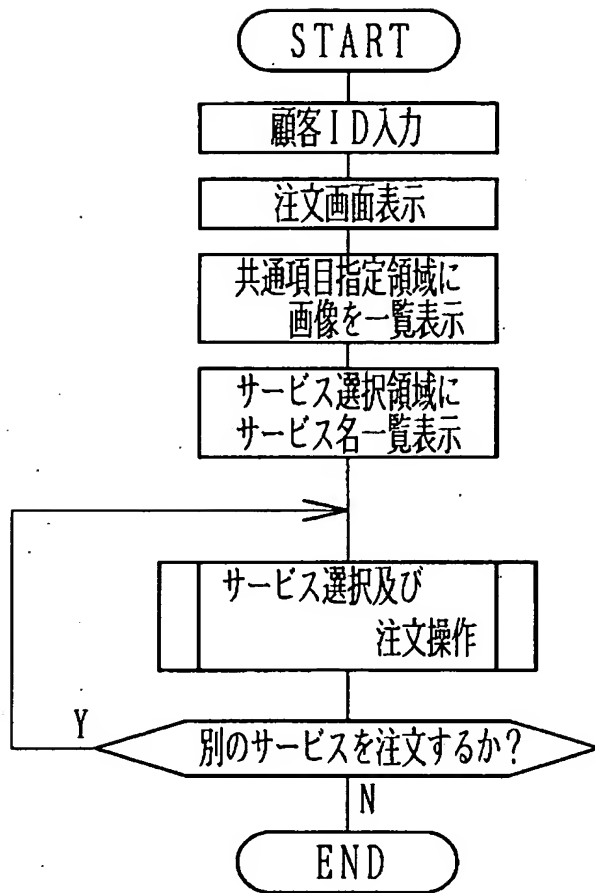 START
顧客ID入力
注文画面表示
共通項目指定領域に
画像を一覧表示
サービス選択領域に
サービス名一覧表示
サービス選択及び
注文操作
Y
別のサービスを注文するか?
N
END